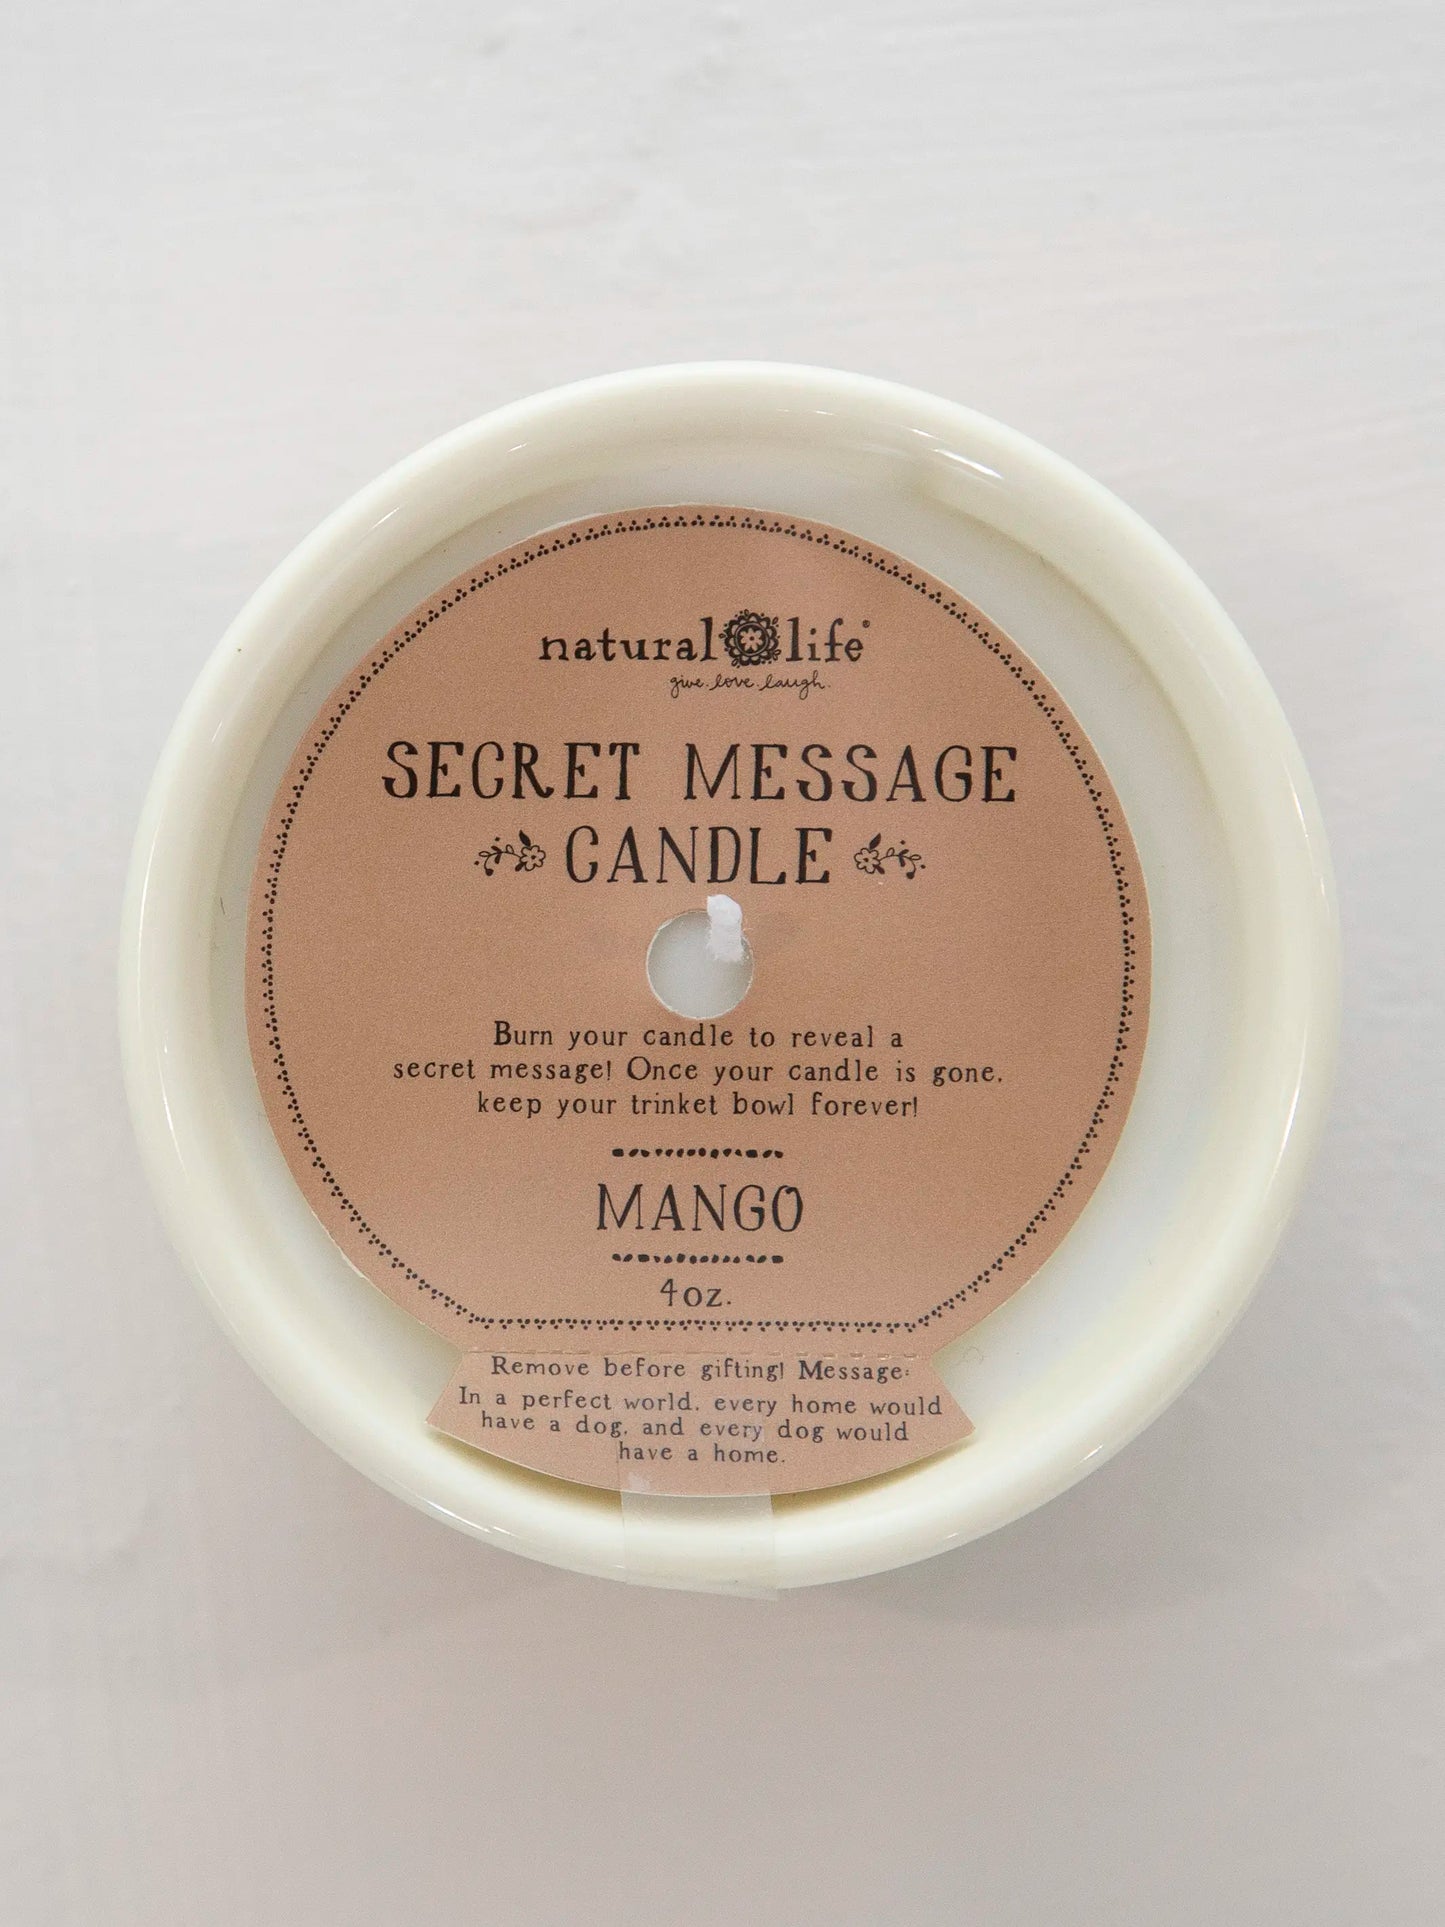 natural life®
give. love. laugh.
SECRET MESSAGE
CANDLE
Burn your candle to reveal a
secret message! Once your candle is gone,
keep your trinket bowl forever!
MANGO
4oz.
Remove before gifting! Message:
In a perfect world, every home would
have a dog, and every dog would
have a home.